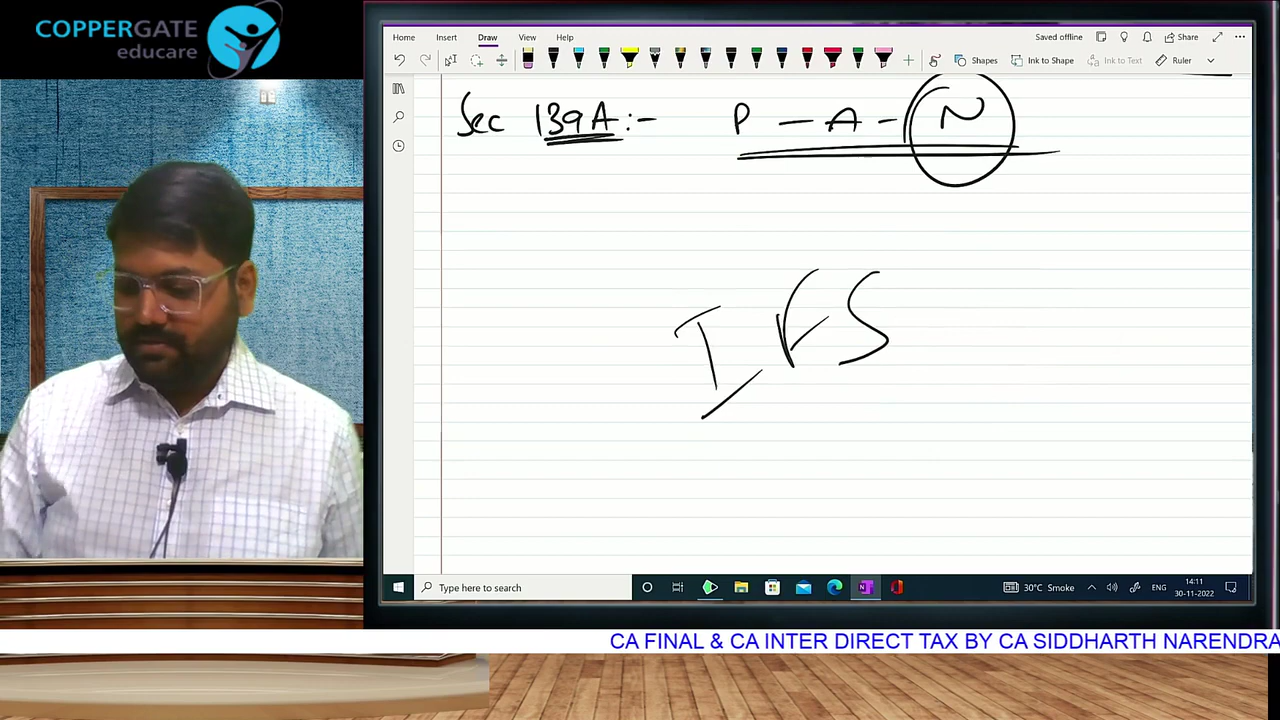 COPPERGATE
educare
Home Insert Draw View Help
Saved offline
Share
Shapes
Ink to Shape
Ink to Text
Ruler
Sec 139A:- P - A - N
I F S
Type here to search
30°C Smoke
ENG
14:11
30-11-2022
CA FINAL & CA INTER DIRECT TAX BY CA SIDDHARTH NARENDRA